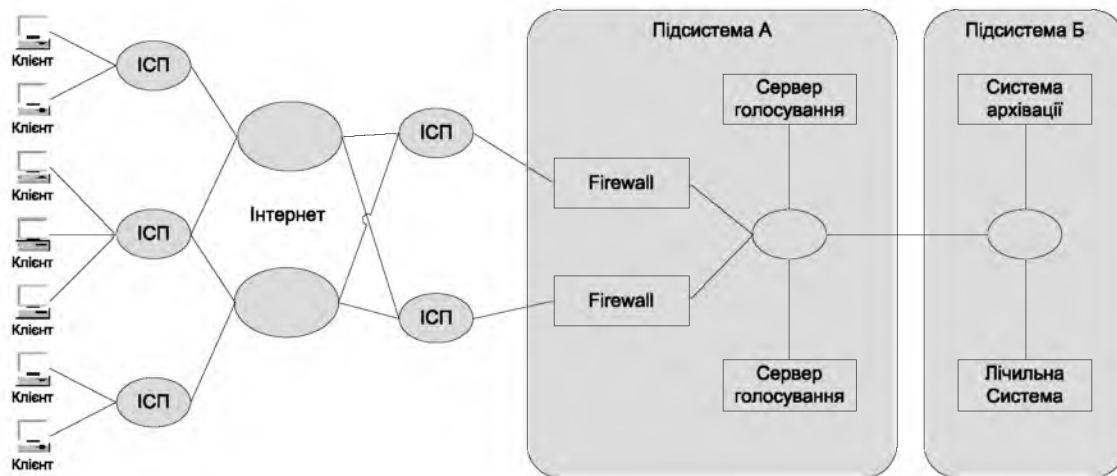 Підсистема А
Підсистема Б
Клієнт
Клієнт
Клієнт
Клієнт
Клієнт
Клієнт
Клієнт
ІСП
ІСП
ІСП
Інтернет
ІСП
ІСП
Firewall
Firewall
Сервер
голосування
Сервер
голосування
Система
архівації
Лічильна
Система